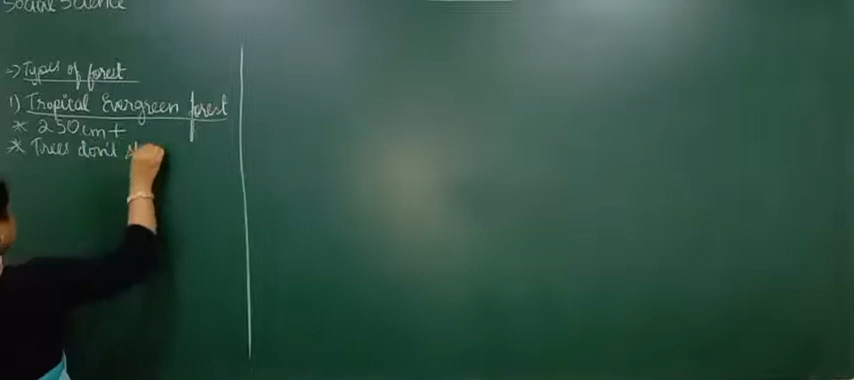 Social Science
-> Types of forest
1) Tropical Evergreen forest
* 250cm+
* Trees don't